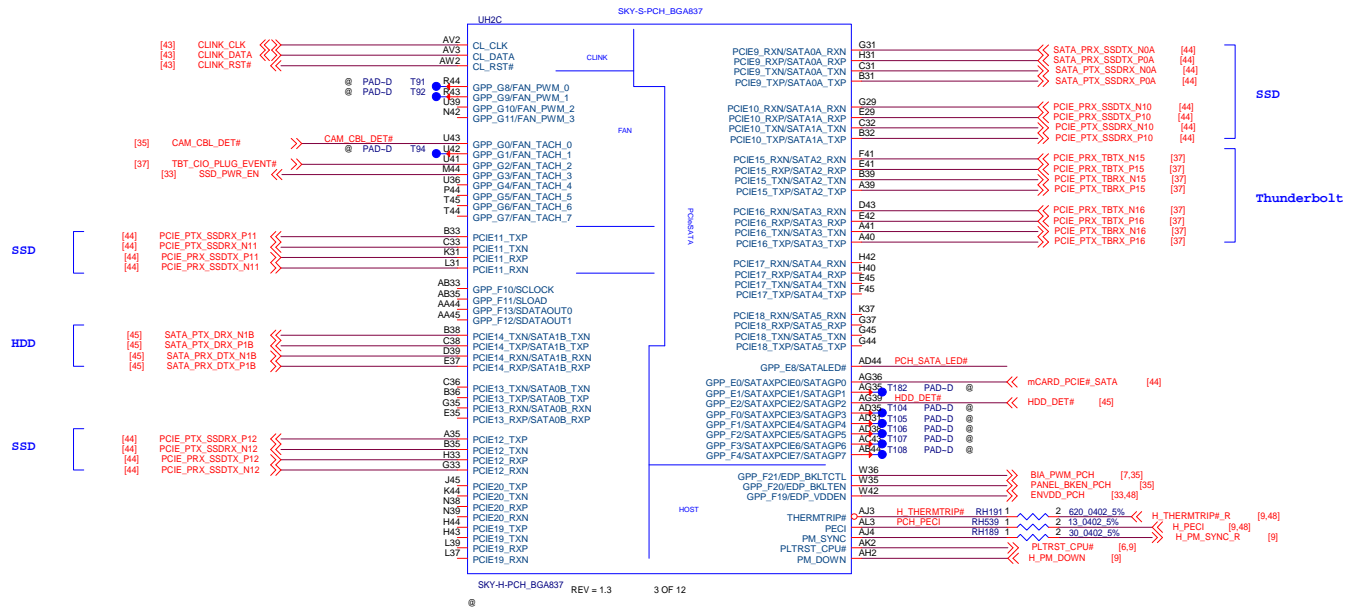 SKY-S-PCH_BGA837
UH2C
[43] CLINK_CLK AV2 CL_CLK
[43] CLINK_DATA AV3 CL_DATA
[43] CLINK_RST# AW2 CL_RST#
CLINK
@ PAD-D T91 R44 GPP_G8/FAN_PWM_0
@ PAD-D T92 R43 GPP_G9/FAN_PWM_1
U39 GPP_G10/FAN_PWM_2
N42 GPP_G11/FAN_PWM_3
FAN
[35] CAM_CBL_DET# CAM_CBL_DET# U43 GPP_G0/FAN_TACH_0
@ PAD-D T94 U42 GPP_G1/FAN_TACH_1
[37] TBT_CIO_PLUG_EVENT# U41 GPP_G2/FAN_TACH_2
[33] SSD_PWR_EN M44 GPP_G3/FAN_TACH_3
U36 GPP_G4/FAN_TACH_4
P44 GPP_G5/FAN_TACH_5
T45 GPP_G6/FAN_TACH_6
T44 GPP_G7/FAN_TACH_7
PCIe/SATA
SSD
[44] PCIE_PTX_SSDRX_P11 B33 PCIE11_TXP
[44] PCIE_PTX_SSDRX_N11 C33 PCIE11_TXN
[44] PCIE_PRX_SSDTX_P11 K31 PCIE11_RXP
[44] PCIE_PRX_SSDTX_N11 L31 PCIE11_RXN
AB33 GPP_F10/SCLOCK
AB35 GPP_F11/SLOAD
AA44 GPP_F13/SDATAOUT0
AA45 GPP_F12/SDATAOUT1
HDD
[45] SATA_PTX_DRX_N1B B38 PCIE14_TXN/SATA1B_TXN
[45] SATA_PTX_DRX_P1B C38 PCIE14_TXP/SATA1B_TXP
[45] SATA_PRX_DTX_N1B D39 PCIE14_RXN/SATA1B_RXN
[45] SATA_PRX_DTX_P1B E37 PCIE14_RXP/SATA1B_RXP
C36 PCIE13_TXN/SATA0B_TXN
B36 PCIE13_TXP/SATA0B_TXP
G35 PCIE13_RXN/SATA0B_RXN
E35 PCIE13_RXP/SATA0B_RXP
SSD
[44] PCIE_PTX_SSDRX_P12 A35 PCIE12_TXP
[44] PCIE_PTX_SSDRX_N12 B35 PCIE12_TXN
[44] PCIE_PRX_SSDTX_P12 H33 PCIE12_RXP
[44] PCIE_PRX_SSDTX_N12 G33 PCIE12_RXN
J45 PCIE20_TXP
K44 PCIE20_TXN
N38 PCIE20_RXP
N39 PCIE20_RXN
H44 PCIE19_TXP
H43 PCIE19_TXN
L39 PCIE19_RXP
L37 PCIE19_RXN
HOST
PCIE9_RXN/SATA0A_RXN G31 SATA_PRX_SSDTX_N0A [44]
PCIE9_RXP/SATA0A_RXP H31 SATA_PRX_SSDTX_P0A [44]
PCIE9_TXN/SATA0A_TXN C31 SATA_PTX_SSDRX_N0A [44]
PCIE9_TXP/SATA0A_TXP B31 SATA_PTX_SSDRX_P0A [44]
SSD
PCIE10_RXN/SATA1A_RXN G29 PCIE_PRX_SSDTX_N10 [44]
PCIE10_RXP/SATA1A_RXP E29 PCIE_PRX_SSDTX_P10 [44]
PCIE10_TXN/SATA1A_TXN C32 PCIE_PTX_SSDRX_N10 [44]
PCIE10_TXP/SATA1A_TXP B32 PCIE_PTX_SSDRX_P10 [44]
PCIE15_RXN/SATA2_RXN F41 PCIE_PRX_TBTX_N15 [37]
PCIE15_RXP/SATA2_RXP E41 PCIE_PRX_TBTX_P15 [37]
PCIE15_TXN/SATA2_TXN B39 PCIE_PTX_TBRX_N15 [37]
PCIE15_TXP/SATA2_TXP A39 PCIE_PTX_TBRX_P15 [37]
Thunderbolt
PCIE16_RXN/SATA3_RXN D43 PCIE_PRX_TBTX_N16 [37]
PCIE16_RXP/SATA3_RXP E42 PCIE_PRX_TBTX_P16 [37]
PCIE16_TXN/SATA3_TXN A41 PCIE_PTX_TBRX_N16 [37]
PCIE16_TXP/SATA3_TXP A40 PCIE_PTX_TBRX_P16 [37]
PCIE17_RXN/SATA4_RXN H42
PCIE17_RXP/SATA4_RXP H40
PCIE17_TXN/SATA4_TXN E45
PCIE17_TXP/SATA4_TXP F45
PCIE18_RXN/SATA5_RXN K37
PCIE18_RXP/SATA5_RXP G37
PCIE18_TXN/SATA5_TXN G45
PCIE18_TXP/SATA5_TXP G44
GPP_E8/SATALED# AD44 PCH_SATA_LED#
GPP_E0/SATAXPCIE0/SATAGP0 AG36 mCARD_PCIE#_SATA [44]
GPP_E1/SATAXPCIE1/SATAGP1 AG35 T182 PAD-D @
GPP_E2/SATAXPCIE2/SATAGP2 AG39 HDD_DET# HDD_DET# [45]
GPP_F0/SATAXPCIE3/SATAGP3 AD35 T104 PAD-D @
GPP_F1/SATAXPCIE4/SATAGP4 AD31 T105 PAD-D @
GPP_F2/SATAXPCIE5/SATAGP5 AD38 T106 PAD-D @
GPP_F3/SATAXPCIE6/SATAGP6 AC43 T107 PAD-D @
GPP_F4/SATAXPCIE7/SATAGP7 AB44 T108 PAD-D @
GPP_F21/EDP_BKLTCTL W36 BIA_PWM_PCH [7,35]
GPP_F20/EDP_BKLTEN W35 PANEL_BKEN_PCH [35]
GPP_F19/EDP_VDDEN W42 ENVDD_PCH [33,48]
THERMTRIP# AJ3 H_THERMTRIP# RH191 1 2 620_0402_5% H_THERMTRIP#_R [9,48]
PECI AL3 PCH_PECI RH539 1 2 13_0402_5% H_PECI [9,48]
PM_SYNC AJ4 RH189 1 2 30_0402_5% H_PM_SYNC_R [9]
PLTRST_CPU# AK2 PLTRST_CPU# [6,9]
PM_DOWN AH2 H_PM_DOWN [9]
SKY-H-PCH_BGA837 REV = 1.3 3 OF 12
@